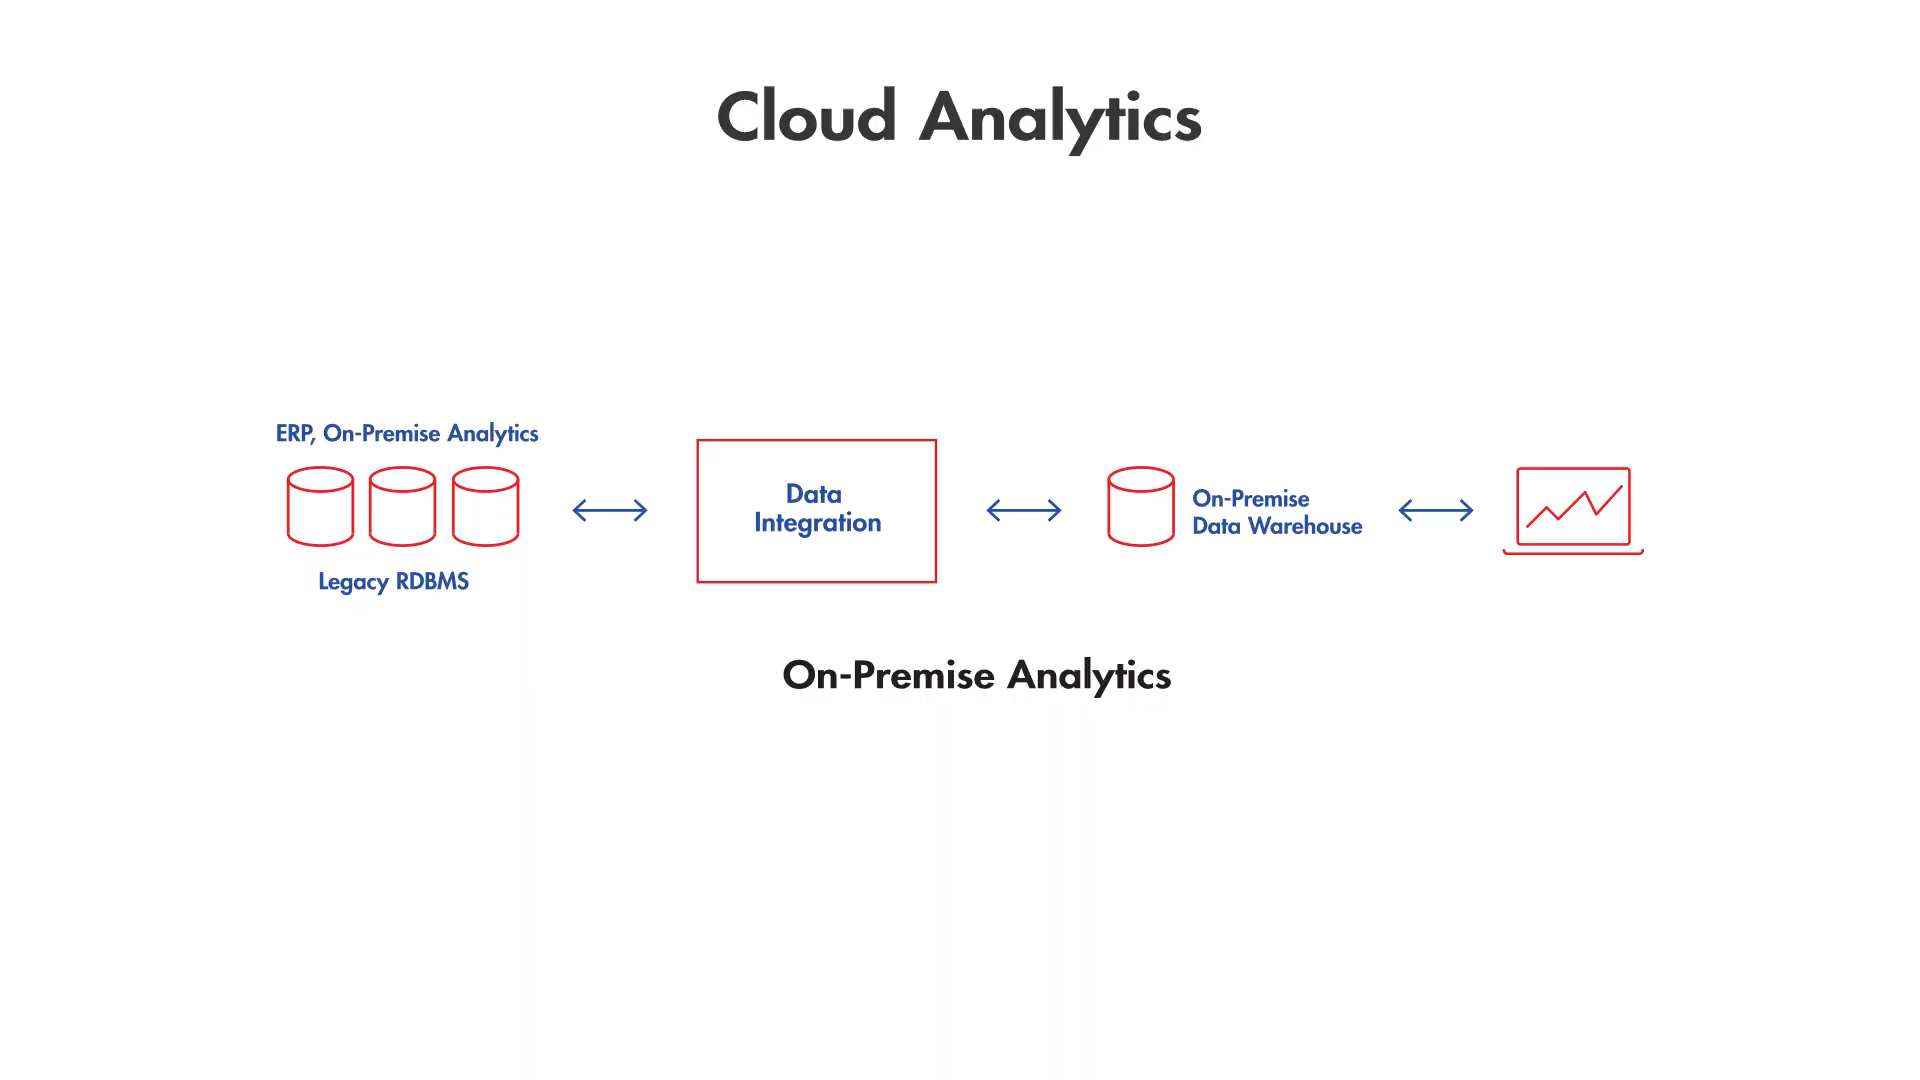 Cloud Analytics
ERP, On-Premise Analytics
Legacy RDBMS
Data
Integration
On-Premise
Data Warehouse
On-Premise Analytics